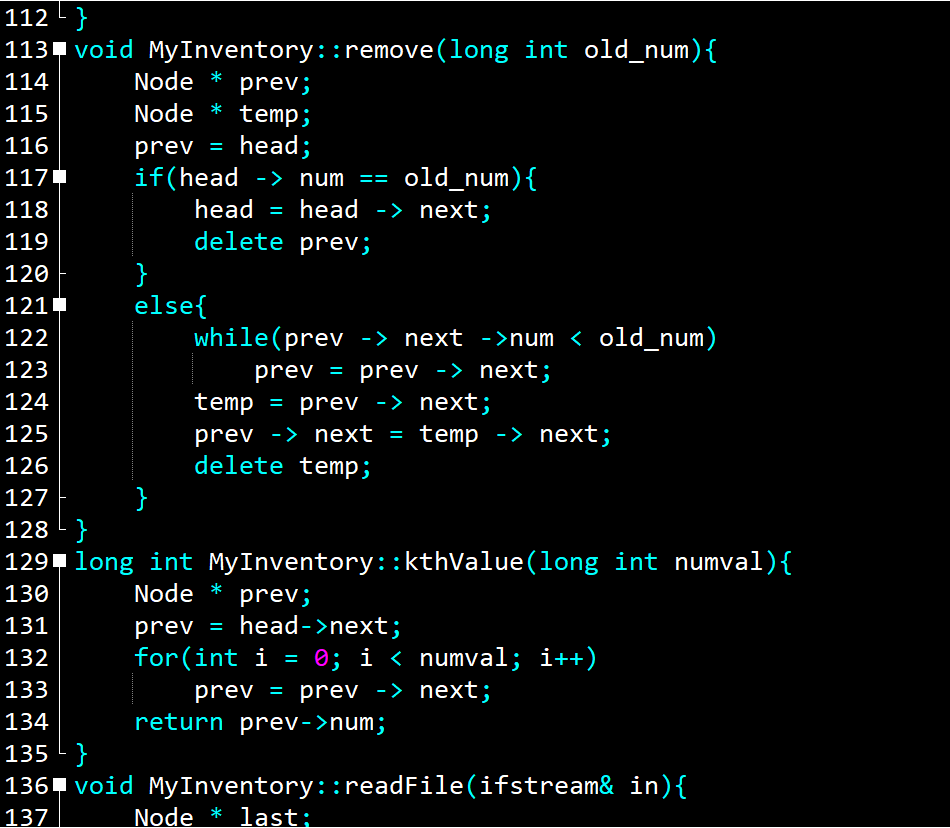 112 }
113 void MyInventory::remove(long int old_num){
114     Node * prev;
115     Node * temp;
116     prev = head;
117     if(head -> num == old_num){
118         head = head -> next;
119         delete prev;
120     }
121     else{
122         while(prev -> next ->num < old_num)
123             prev = prev -> next;
124         temp = prev -> next;
125         prev -> next = temp -> next;
126         delete temp;
127     }
128 }
129 long int MyInventory::kthValue(long int numval){
130     Node * prev;
131     prev = head->next;
132     for(int i = 0; i < numval; i++)
133         prev = prev -> next;
134     return prev->num;
135 }
136 void MyInventory::readFile(ifstream& in){
137     Node * last;